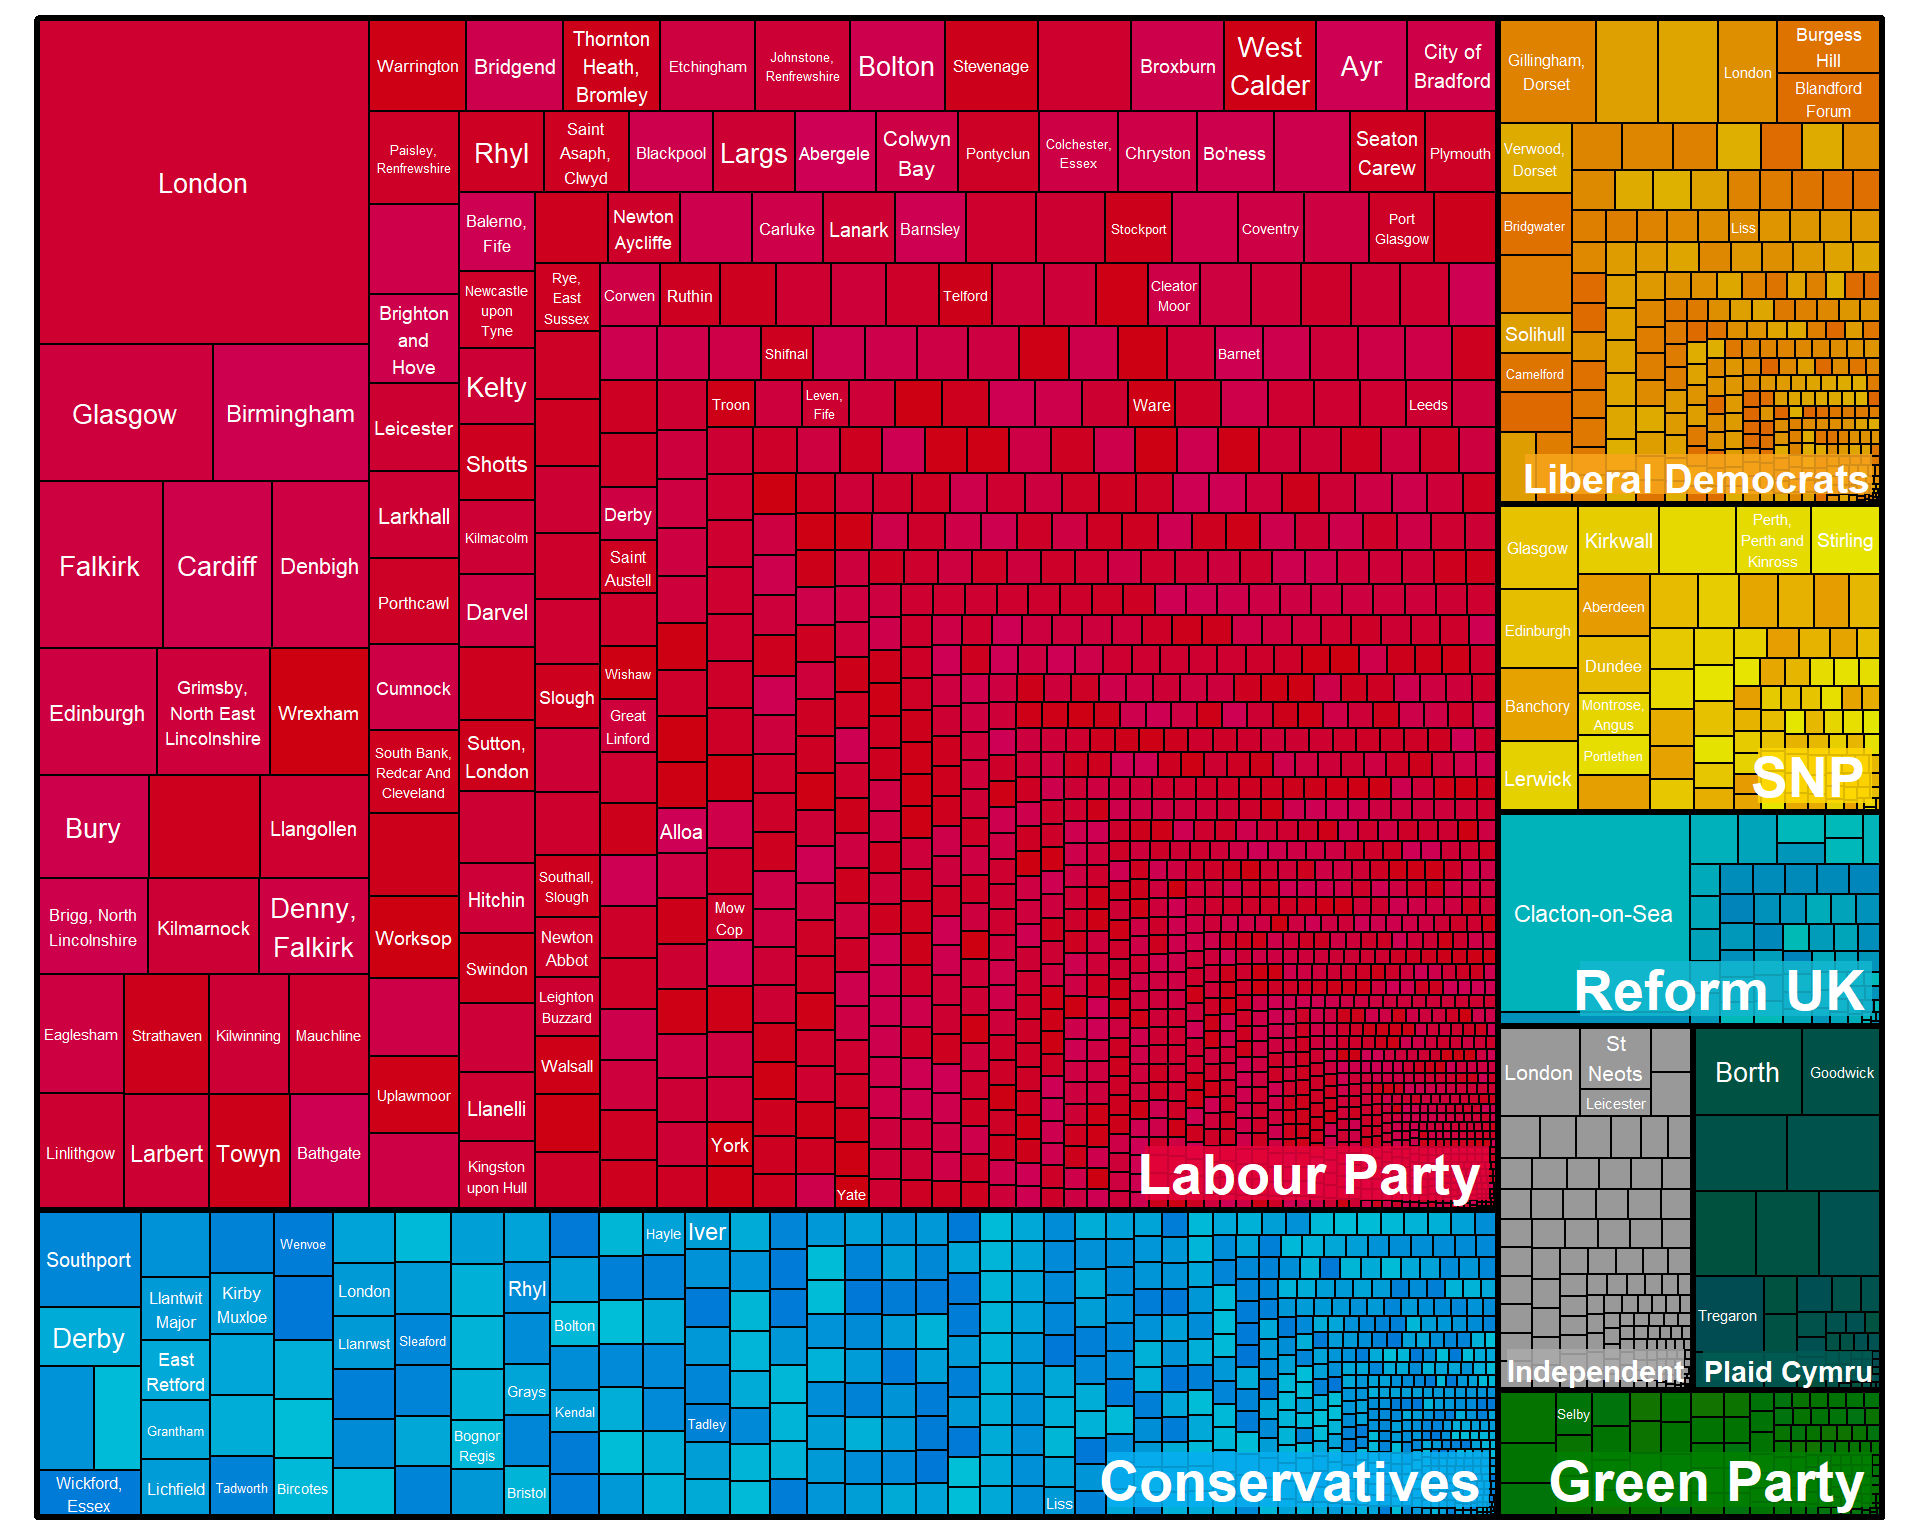 London
Glasgow
Birmingham
Falkirk
Cardiff
Denbigh
Edinburgh
Grimsby,
North East
Lincolnshire
Wrexham
Bury
Llangollen
Brigg, North
Lincolnshire
Kilmarnock
Denny,
Falkirk
Eaglesham
Strathaven
Kilwinning
Mauchline
Linlithgow
Larbert
Towyn
Bathgate
Warrington
Bridgend
Thornton
Heath,
Bromley
Etchingham
Johnstone,
Renfrewshire
Bolton
Stevenage
Broxburn
West
Calder
Ayr
City of
Bradford
Paisley,
Renfrewshire
Brighton
and
Hove
Leicester
Larkhall
Porthcawl
Cumnock
South Bank,
Redcar And
Cleveland
Worksop
Uplawmoor
Rhyl
Saint
Asaph,
Clwyd
Blackpool
Largs
Abergele
Colwyn
Bay
Pontyclun
Colchester,
Essex
Chryston
Bo'ness
Seaton
Carew
Plymouth
Balerno,
Fife
Newcastle
upon
Tyne
Kelty
Shotts
Kilmacolm
Darvel
Sutton,
London
Hitchin
Swindon
Llanelli
Kingston
upon Hull
Newton
Aycliffe
Carluke
Lanark
Barnsley
Stockport
Coventry
Port
Glasgow
Rye,
East
Sussex
Slough
Southall,
Slough
Newton
Abbot
Leighton
Buzzard
Walsall
Corwen
Ruthin
Telford
Cleator
Moor
Derby
Saint
Austell
Wishaw
Great
Linford
Shifnal
Barnet
Alloa
Troon
Leven,
Fife
Ware
Leeds
Mow
Cop
York
Yate
Labour Party
Southport
Derby
Wickford,
Essex
Llantwit
Major
East
Retford
Grantham
Lichfield
Kirby
Muxloe
Tadworth
Wenvoe
Bircotes
London
Llanrwst
Sleaford
Bognor
Regis
Rhyl
Grays
Bristol
Bolton
Kendal
Hayle
Iver
Tadley
Liss
Conservatives
Gillingham,
Dorset
London
Burgess
Hill
Blandford
Forum
Verwood,
Dorset
Bridgwater
Liss
Solihull
Camelford
Liberal Democrats
Glasgow
Kirkwall
Perth,
Perth and
Kinross
Stirling
Edinburgh
Aberdeen
Dundee
Banchory
Montrose,
Angus
Portlethen
Lerwick
SNP
Clacton-on-Sea
Reform UK
London
St
Neots
Leicester
Independent
Borth
Goodwick
Tregaron
Plaid Cymru
Selby
Green Party